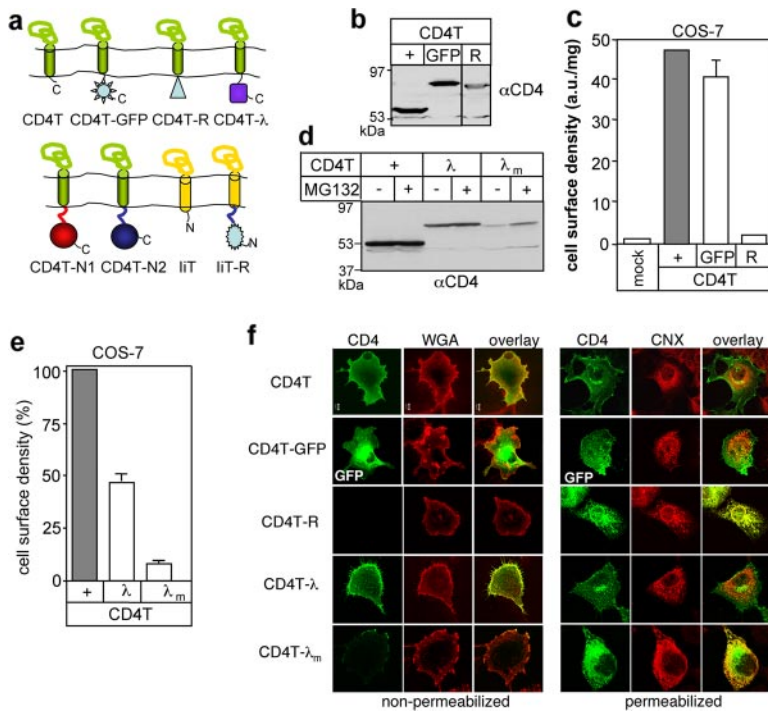 a
C
C
C
CD4T CD4T-GFP CD4T-R CD4T-λ
C
C
N
N
CD4T-N1 CD4T-N2 IiT IiT-R
b
CD4T
+ GFP R
97
53
kDa
αCD4
c
COS-7
cell surface density (a.u./mg)
50
40
30
20
10
0
mock
+ GFP R
CD4T
d
CD4T + λ λm
MG132 - + - + - +
97
53
37
kDa
αCD4
e
COS-7
cell surface density (%)
100
50
25
0
+ λ λm
CD4T
f
CD4 WGA overlay CD4 CNX overlay
CD4T
CD4T-GFP
GFP GFP
CD4T-R
CD4T-λ
CD4T-λm
non-permeabilized permeabilized